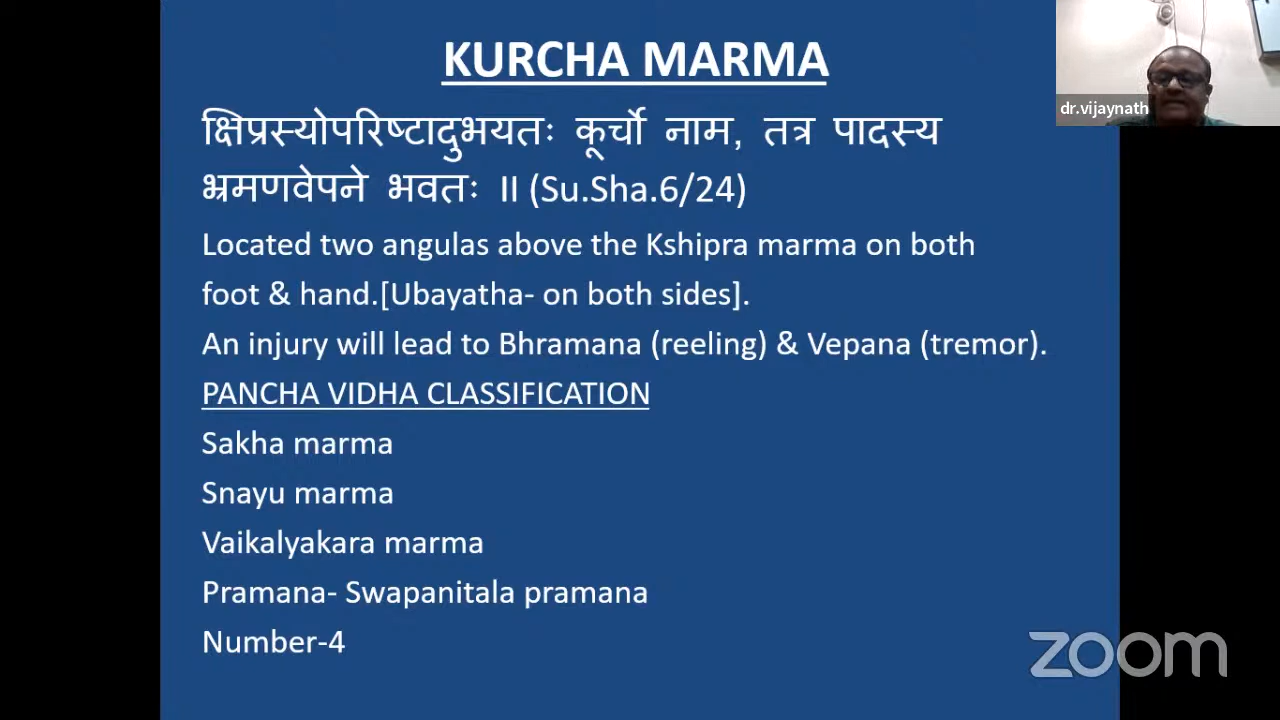 KURCHA MARMA
dr.vijaynath
क्षिप्रस्योपरिष्टादुभयतः कूर्चो नाम, तत्र पादस्य
भ्रमणवेपने भवतः II (Su.Sha.6/24)
Located two angulas above the Kshipra marma on both
foot & hand.[Ubayatha- on both sides].
An injury will lead to Bhramana (reeling) & Vepana (tremor).
PANCHA VIDHA CLASSIFICATION
Sakha marma
Snayu marma
Vaikalyakara marma
Pramana- Swapanitala pramana
Number-4
zoom